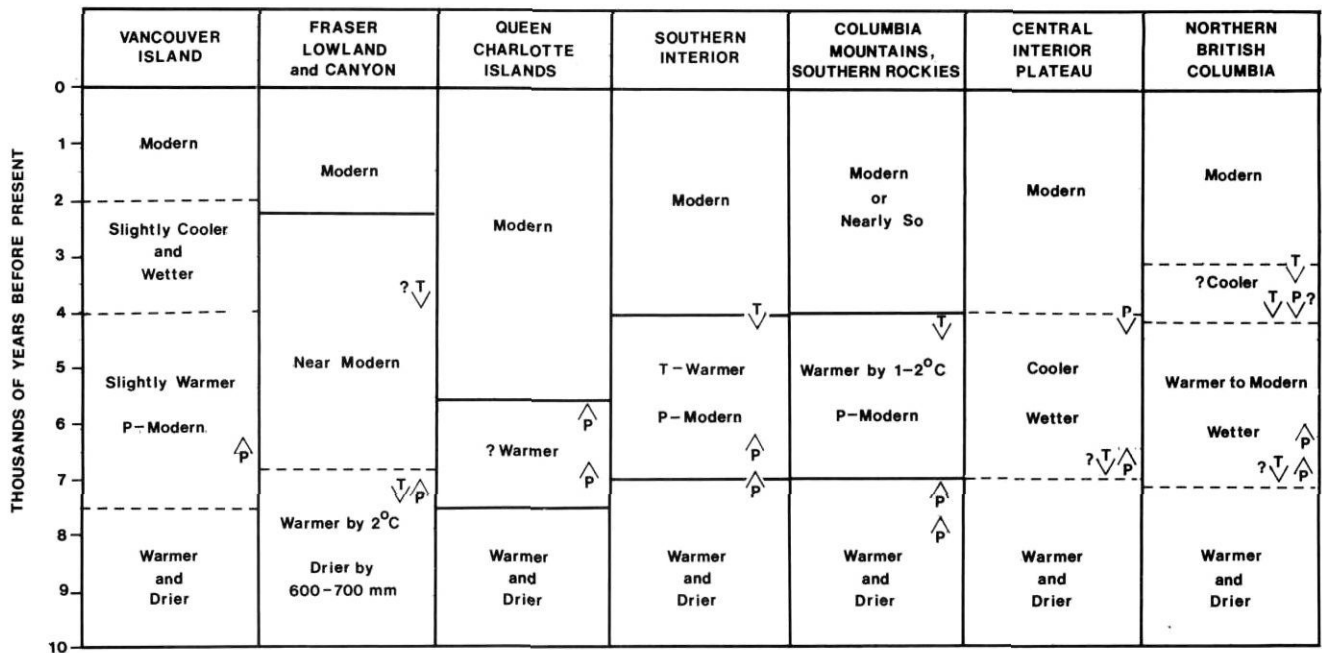 VANCOUVER
ISLAND
FRASER
LOWLAND
and CANYON
QUEEN
CHARLOTTE
ISLANDS
SOUTHERN
INTERIOR
COLUMBIA
MOUNTAINS,
SOUTHERN ROCKIES
CENTRAL
INTERIOR
PLATEAU
NORTHERN
BRITISH
COLUMBIA
THOUSANDS OF YEARS BEFORE PRESENT
0
1
2
3
4
5
6
7
8
9
10
Modern
Slightly Cooler
and
Wetter
Slightly Warmer
P-Modern
P
Warmer
and
Drier
Modern
? T
Near Modern
T P
Warmer by 2°C
Drier by
600-700 mm
Modern
P
? Warmer
P
Warmer
and
Drier
Modern
T
T-Warmer
P-Modern
P
P
Warmer
and
Drier
Modern
or
Nearly So
T
Warmer by 1-2°C
P-Modern
P
P
Warmer
and
Drier
Modern
P
Cooler
Wetter
? T P
Warmer
and
Drier
Modern
T
? Cooler
T P ?
Warmer to Modern
Wetter
P
? T P
Warmer
and
Drier